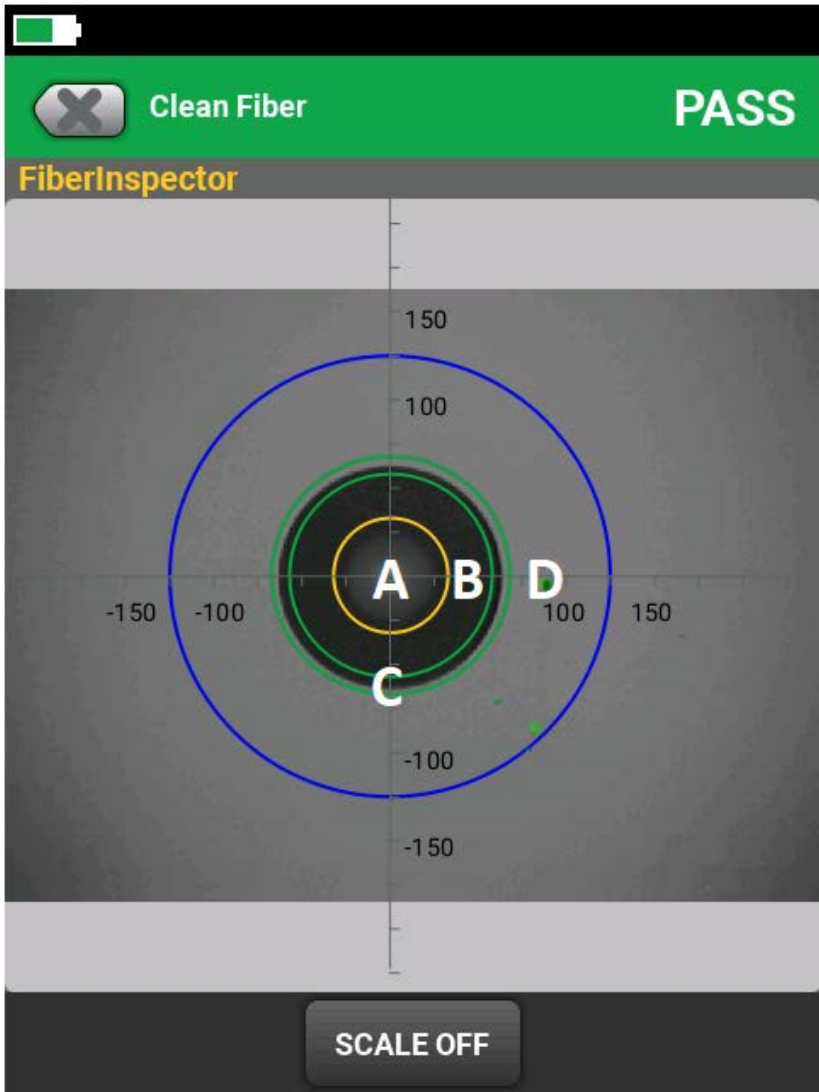 Clean Fiber
PASS
FiberInspector
150
100
A B D
-150 -100 100 150
C
-100
-150
SCALE OFF